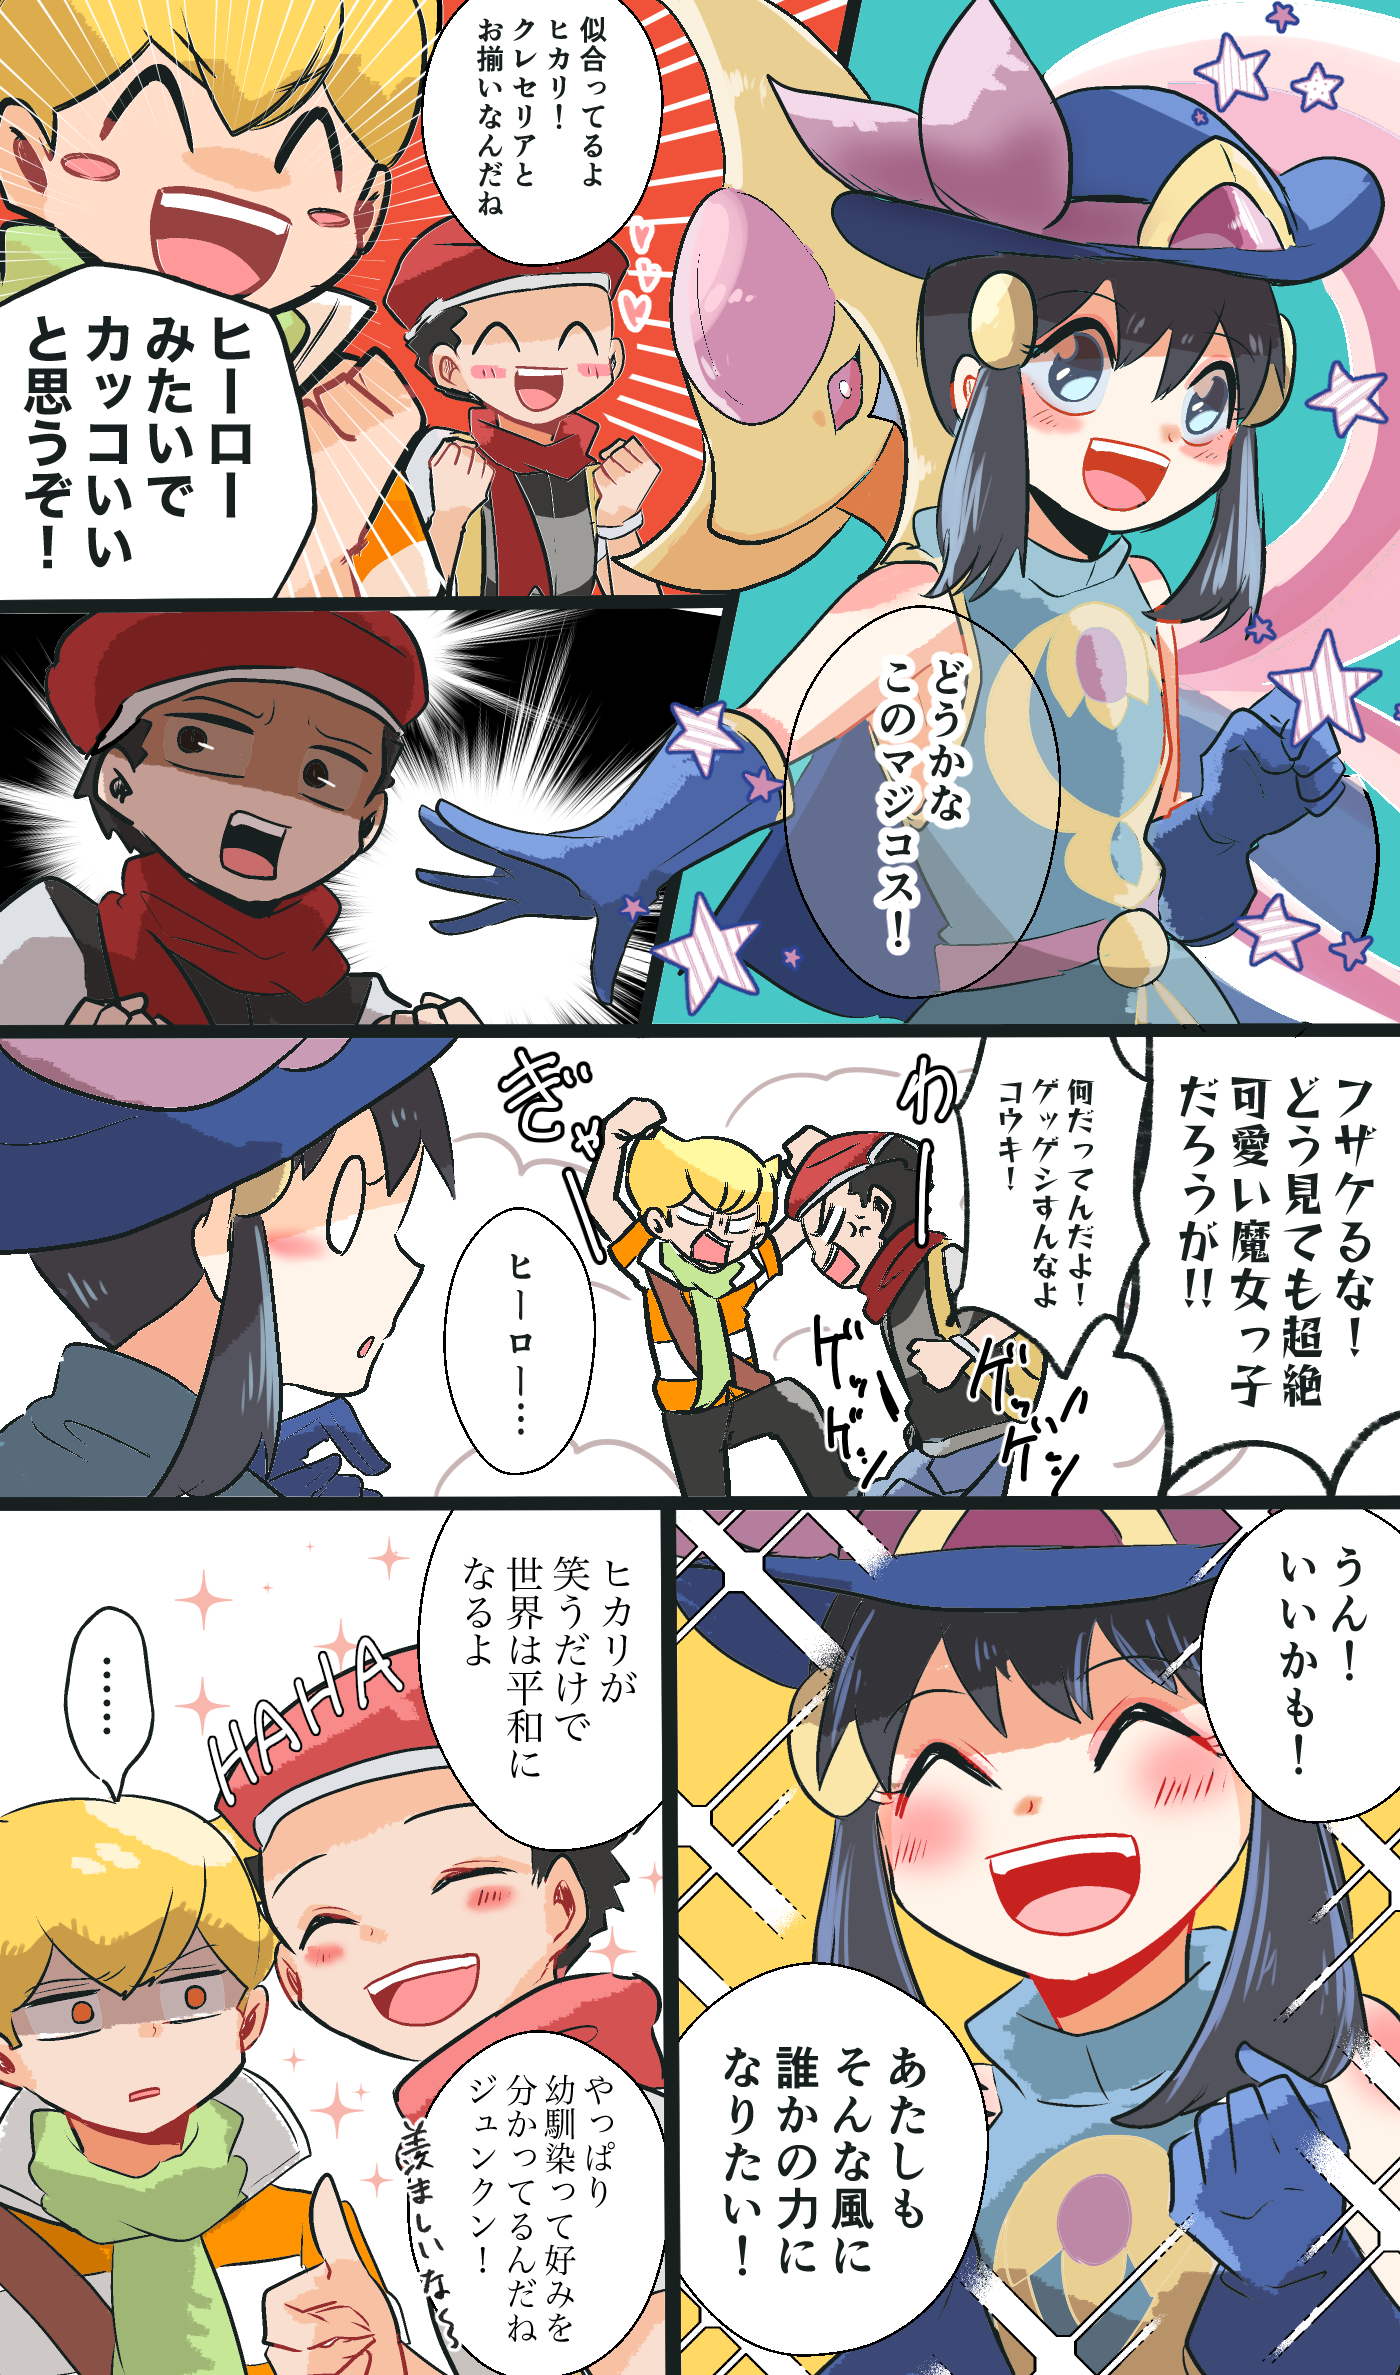 どうかな
このマジコス！
似合ってるよ
ヒカリ！
クレセリアと
お揃いなんだね
ヒーロー
みたいで
カッコいい
と思うぞ！
フザケるな！
どう見ても超絶
可愛い魔女っ子
だろうが!!
何だってんだよ！
ゲッゲシすんなよ
コウキ！
わー
ぎゃー
ゲッ
ゲシッ
ゲッ
ゲシッ
ヒーロー…
うん！
いいかも！
あたしも
そんな風に
誰かの力に
なりたい！
ヒカリが
笑うだけで
世界は平和に
なるよ
HAHAHA
……
やっぱり
幼馴染って好みを
分かってるんだね
ジュンクン！
羨ましいな〜